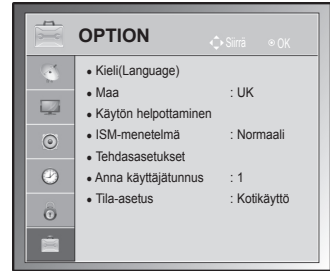 OPTION
Siirrä OK
Kieli(Language)
Maa : UK
Käytön helpottaminen
ISM-menetelmä : Normaali
Tehdasasetukset
Anna käyttäjätunnus : 1
Tila-asetus : Kotikäyttö